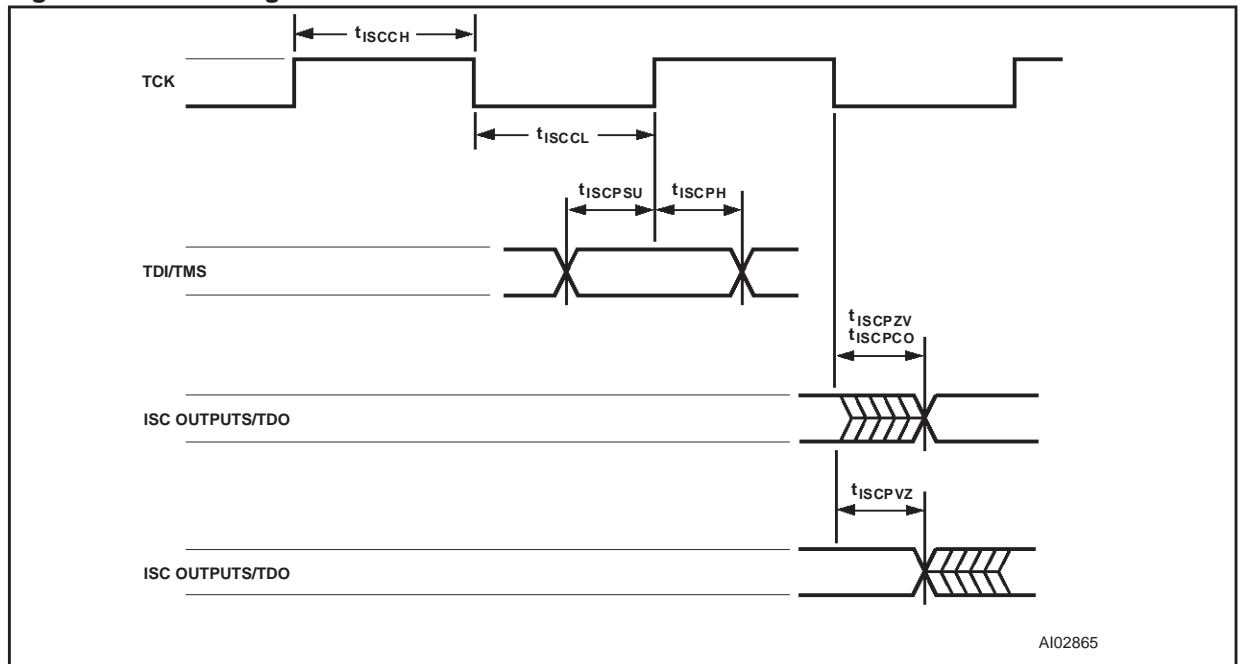 tISCCH
TCK
tISCCL
tISCPSU
tISCPH
TDI/TMS
tISCPZV
tISCPCO
ISC OUTPUTS/TDO
tISCPVZ
ISC OUTPUTS/TDO
AI02865